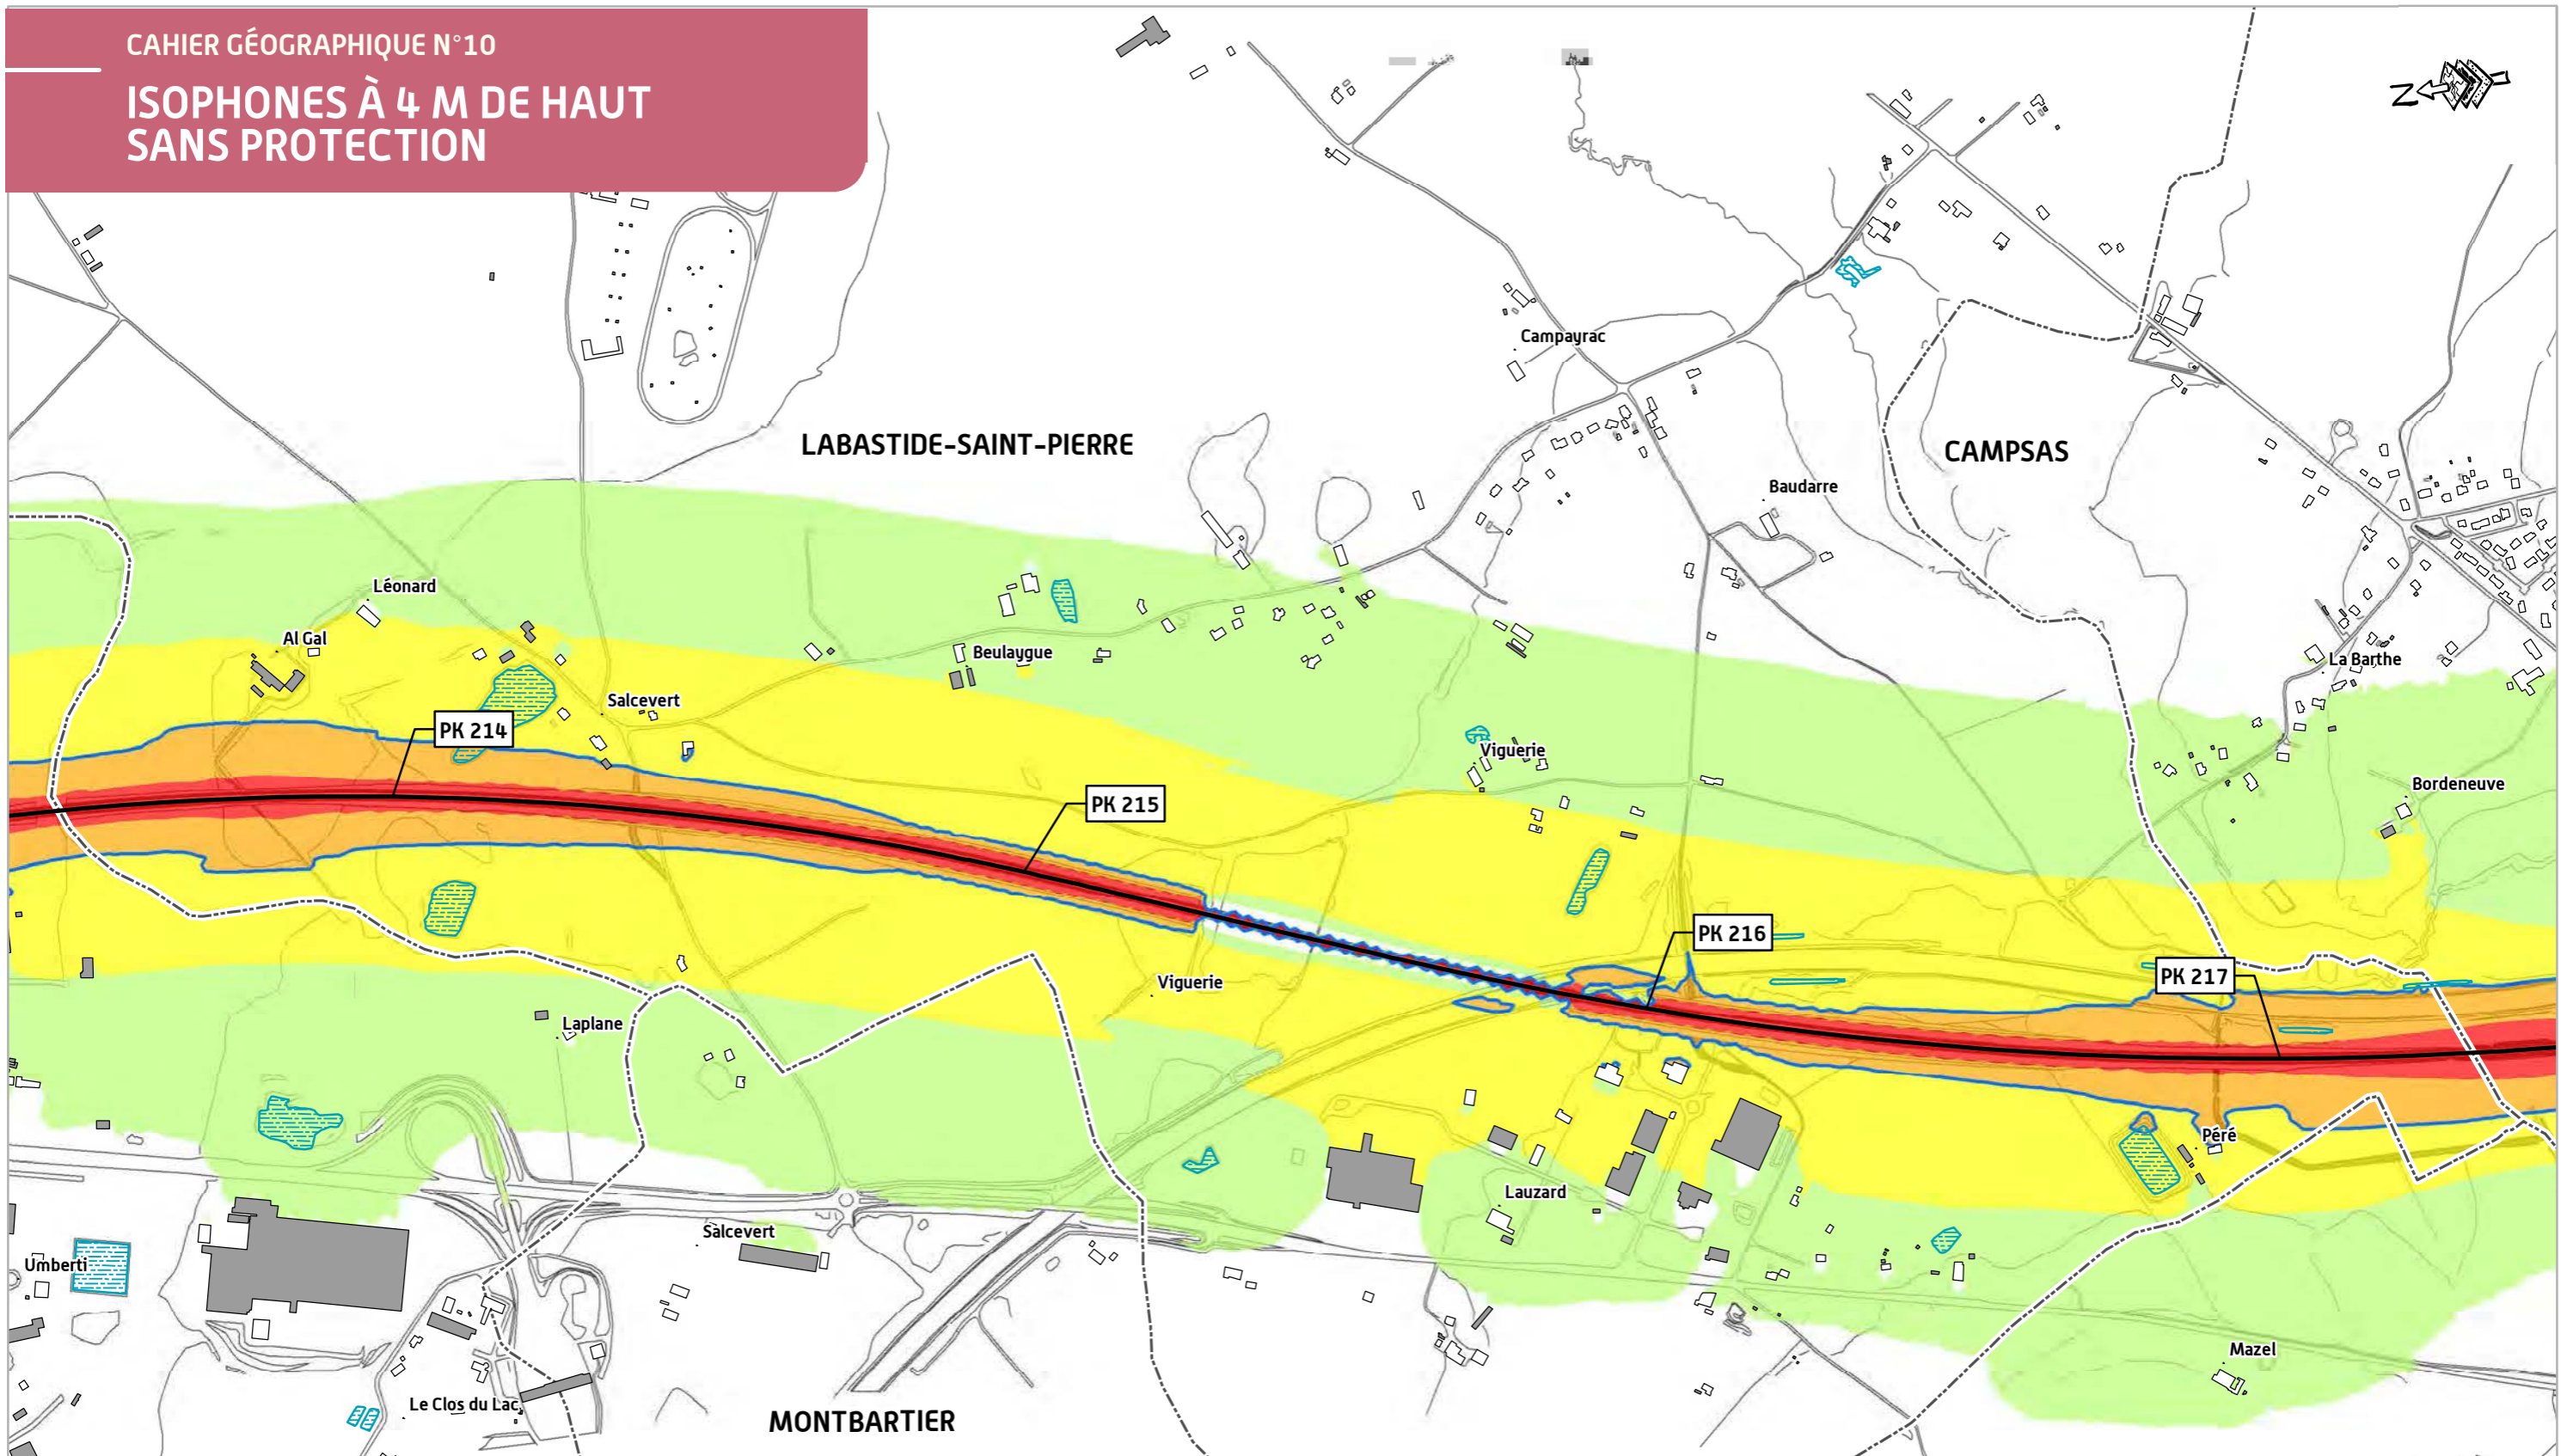 CAHIER GÉOGRAPHIQUE N°10
ISOPHONES À 4 M DE HAUT
SANS PROTECTION
N
Campayrac
LABASTIDE-SAINT-PIERRE
CAMPSAS
Baudarre
Léonard
Al Gal
Beulaygue
La Barthe
Salcevert
PK 214
Viguerie
Bordeneuve
PK 215
PK 216
PK 217
Viguerie
Laplane
Péré
Lauzard
Salcevert
Umberti
Mazel
Le Clos du Lac
MONTBARTIER